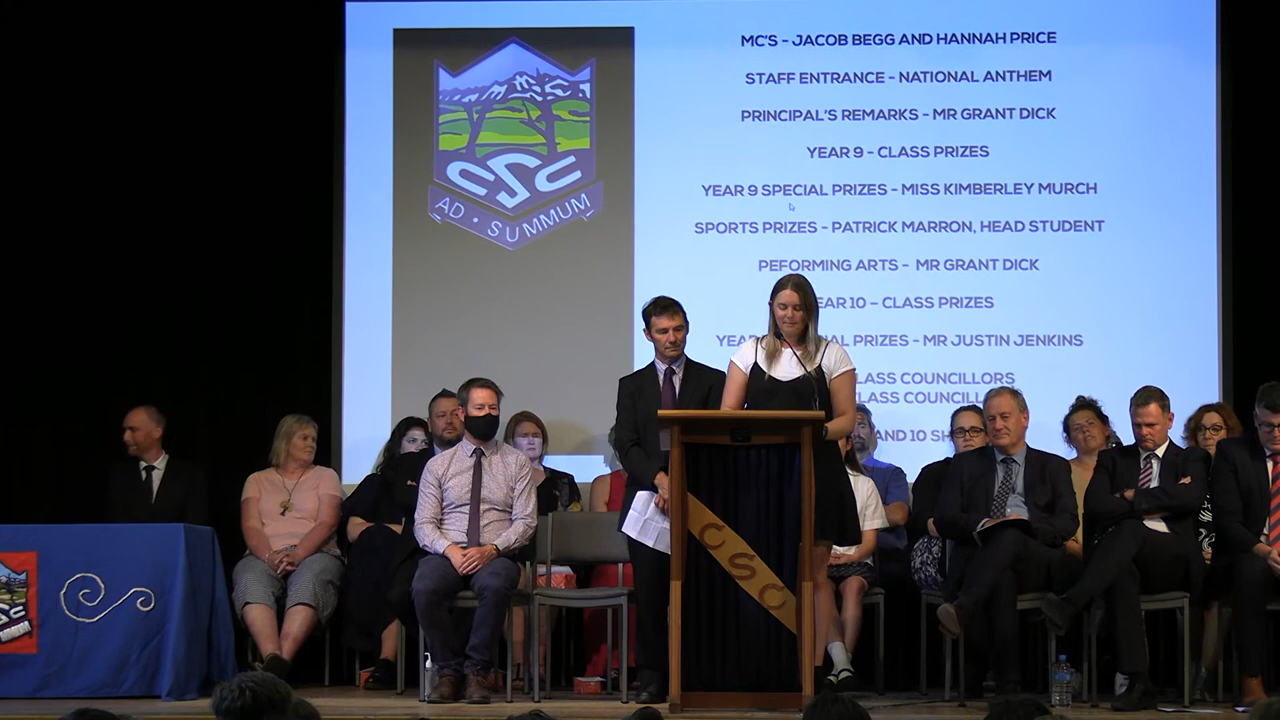 MC'S - JACOB BEGG AND HANNAH PRICE
STAFF ENTRANCE - NATIONAL ANTHEM
PRINCIPAL'S REMARKS - MR GRANT DICK
YEAR 9 - CLASS PRIZES
YEAR 9 SPECIAL PRIZES - MISS KIMBERLEY MURCH
SPORTS PRIZES - PATRICK MARRON, HEAD STUDENT
PEFORMING ARTS - MR GRANT DICK
EAR 10 - CLASS PRIZES
PRIZES - MR JUSTIN JENKINS
LASS COUNCILLORS
AND 10
CSC
AD · SUMMUM
CSC